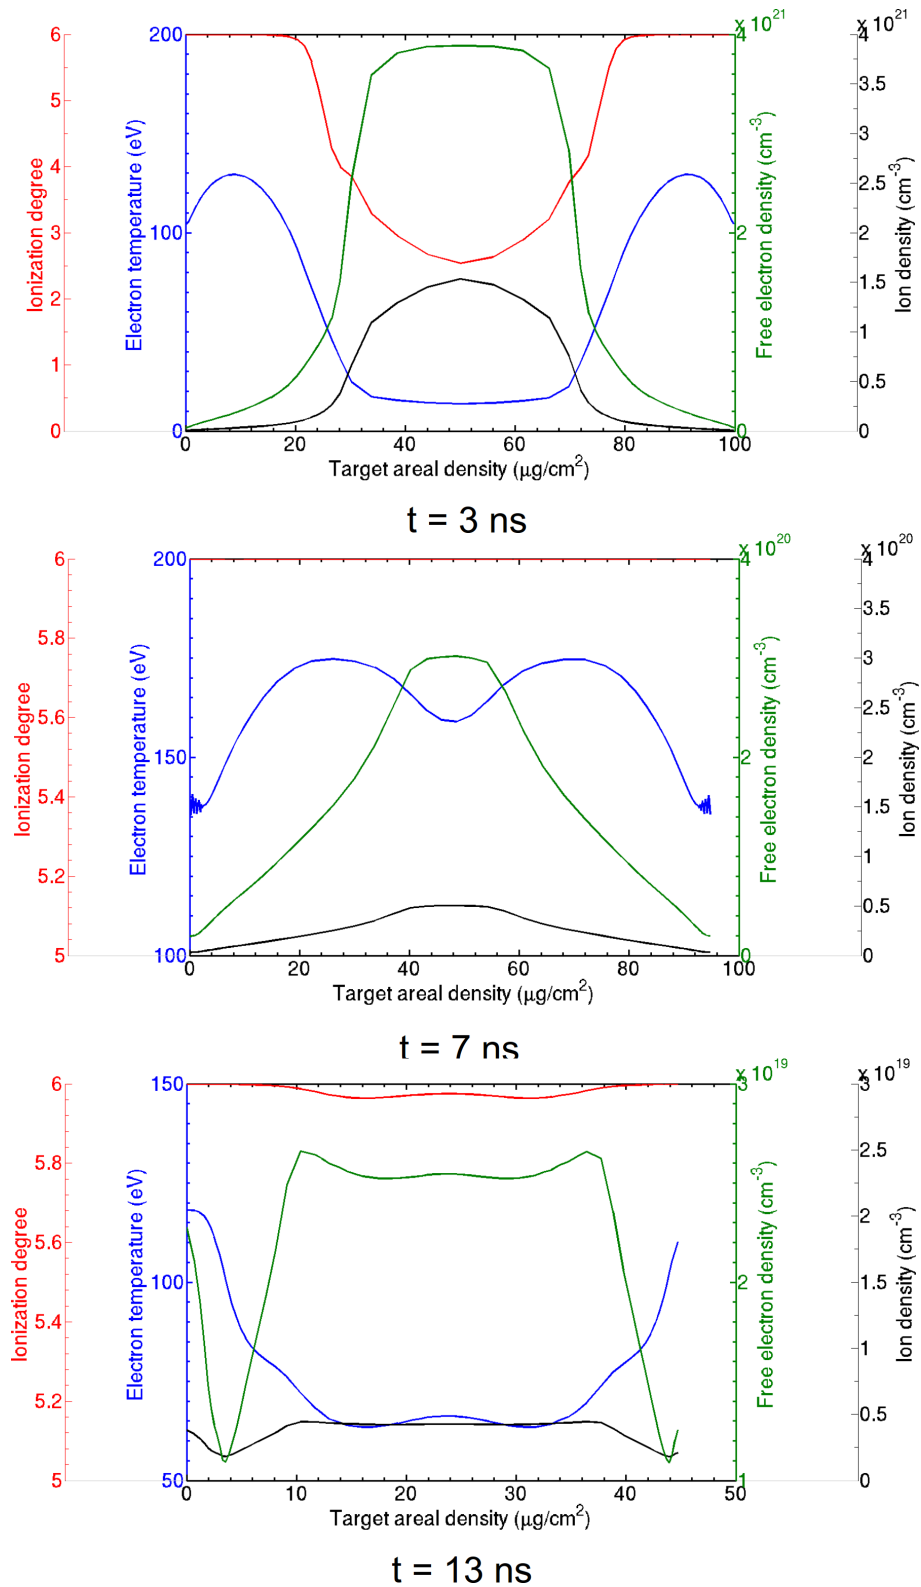 x 10^21 x 10^21
6 200 4 4
5 3.5
Ionization degree
Electron temperature (eV)
Free electron density (cm^-3)
Ion density (cm^-3)
3
4 2.5
3 100 2 2
2 1.5
1
1 0.5
0 0 0 0
0 20 40 60 80 100
Target areal density (μg/cm^2)
t = 3 ns
x 10^20 x 10^20
6 200 4 4
3.5
5.8
Ionization degree
Electron temperature (eV)
Free electron density (cm^-3)
Ion density (cm^-3)
3
5.6 2.5
150 2 2
5.4 1.5
5.2 1
0.5
5 100 0 0
0 20 40 60 80 100
Target areal density (μg/cm^2)
t = 7 ns
x 10^19 x 10^19
6 150 3 3
5.8 2.5
Ionization degree
Electron temperature (eV)
Free electron density (cm^-3)
Ion density (cm^-3)
5.6 2
100 2 1.5
5.4
1
5.2
0.5
5 50 1 0
0 10 20 30 40 50
Target areal density (μg/cm^2)
t = 13 ns